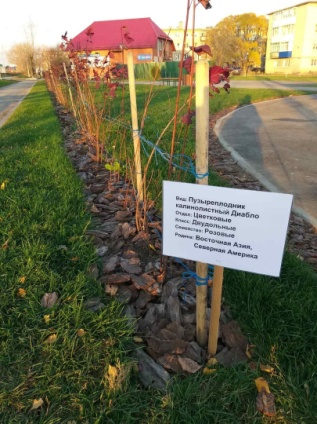 Вид: Пузыреплодник
калинолистный Диабло
Отдел: Цветковые
Класс: Двудольные
Семейство: Розовые
Родина: Восточная Азия,
Северная Америка